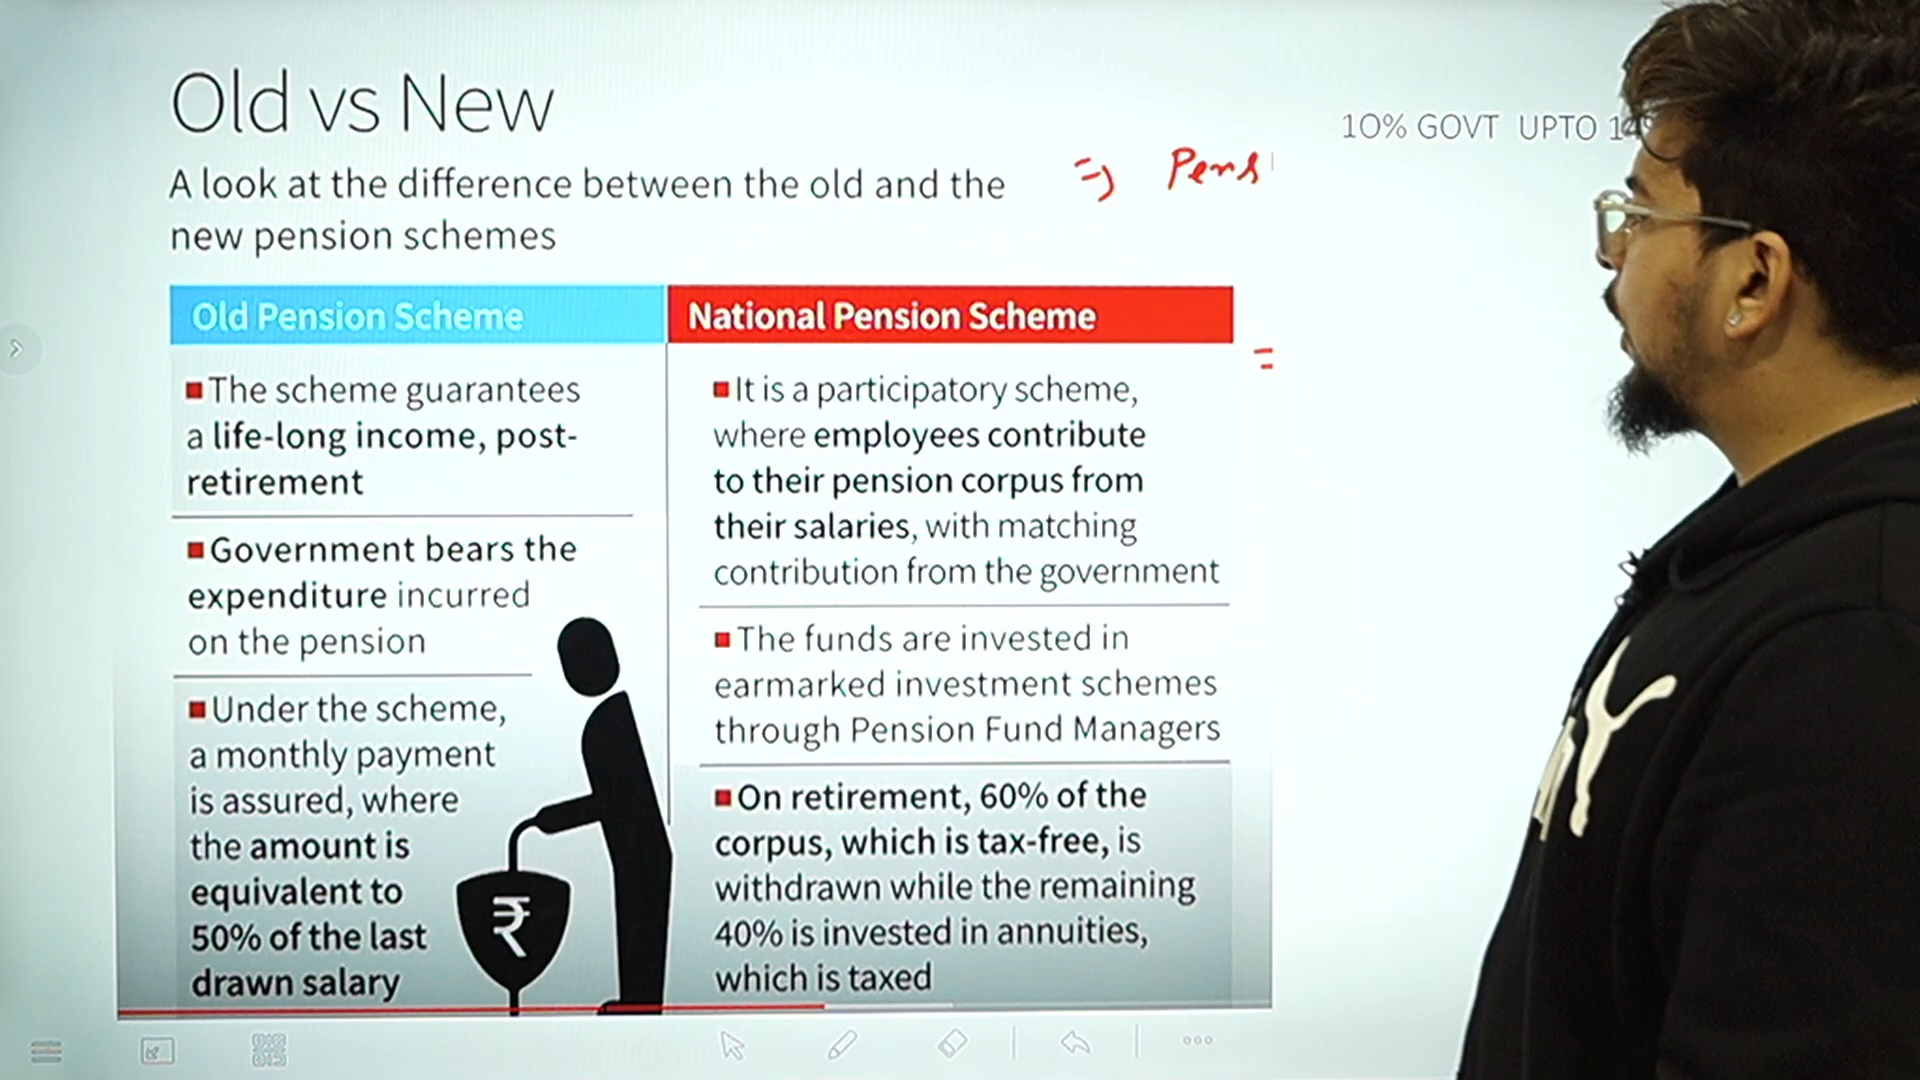 Old vs New
10% GOVT UPTO
A look at the difference between the old and the
new pension schemes
=> Pens
Old Pension Scheme
■ The scheme guarantees
a life-long income, post-
retirement
■ Government bears the
expenditure incurred
on the pension
■ Under the scheme,
a monthly payment
is assured, where
the amount is
equivalent to
50% of the last
drawn salary
₹
National Pension Scheme
=
■ It is a participatory scheme,
where employees contribute
to their pension corpus from
their salaries, with matching
contribution from the government
■ The funds are invested in
earmarked investment schemes
through Pension Fund Managers
■ On retirement, 60% of the
corpus, which is tax-free, is
withdrawn while the remaining
40% is invested in annuities,
which is taxed